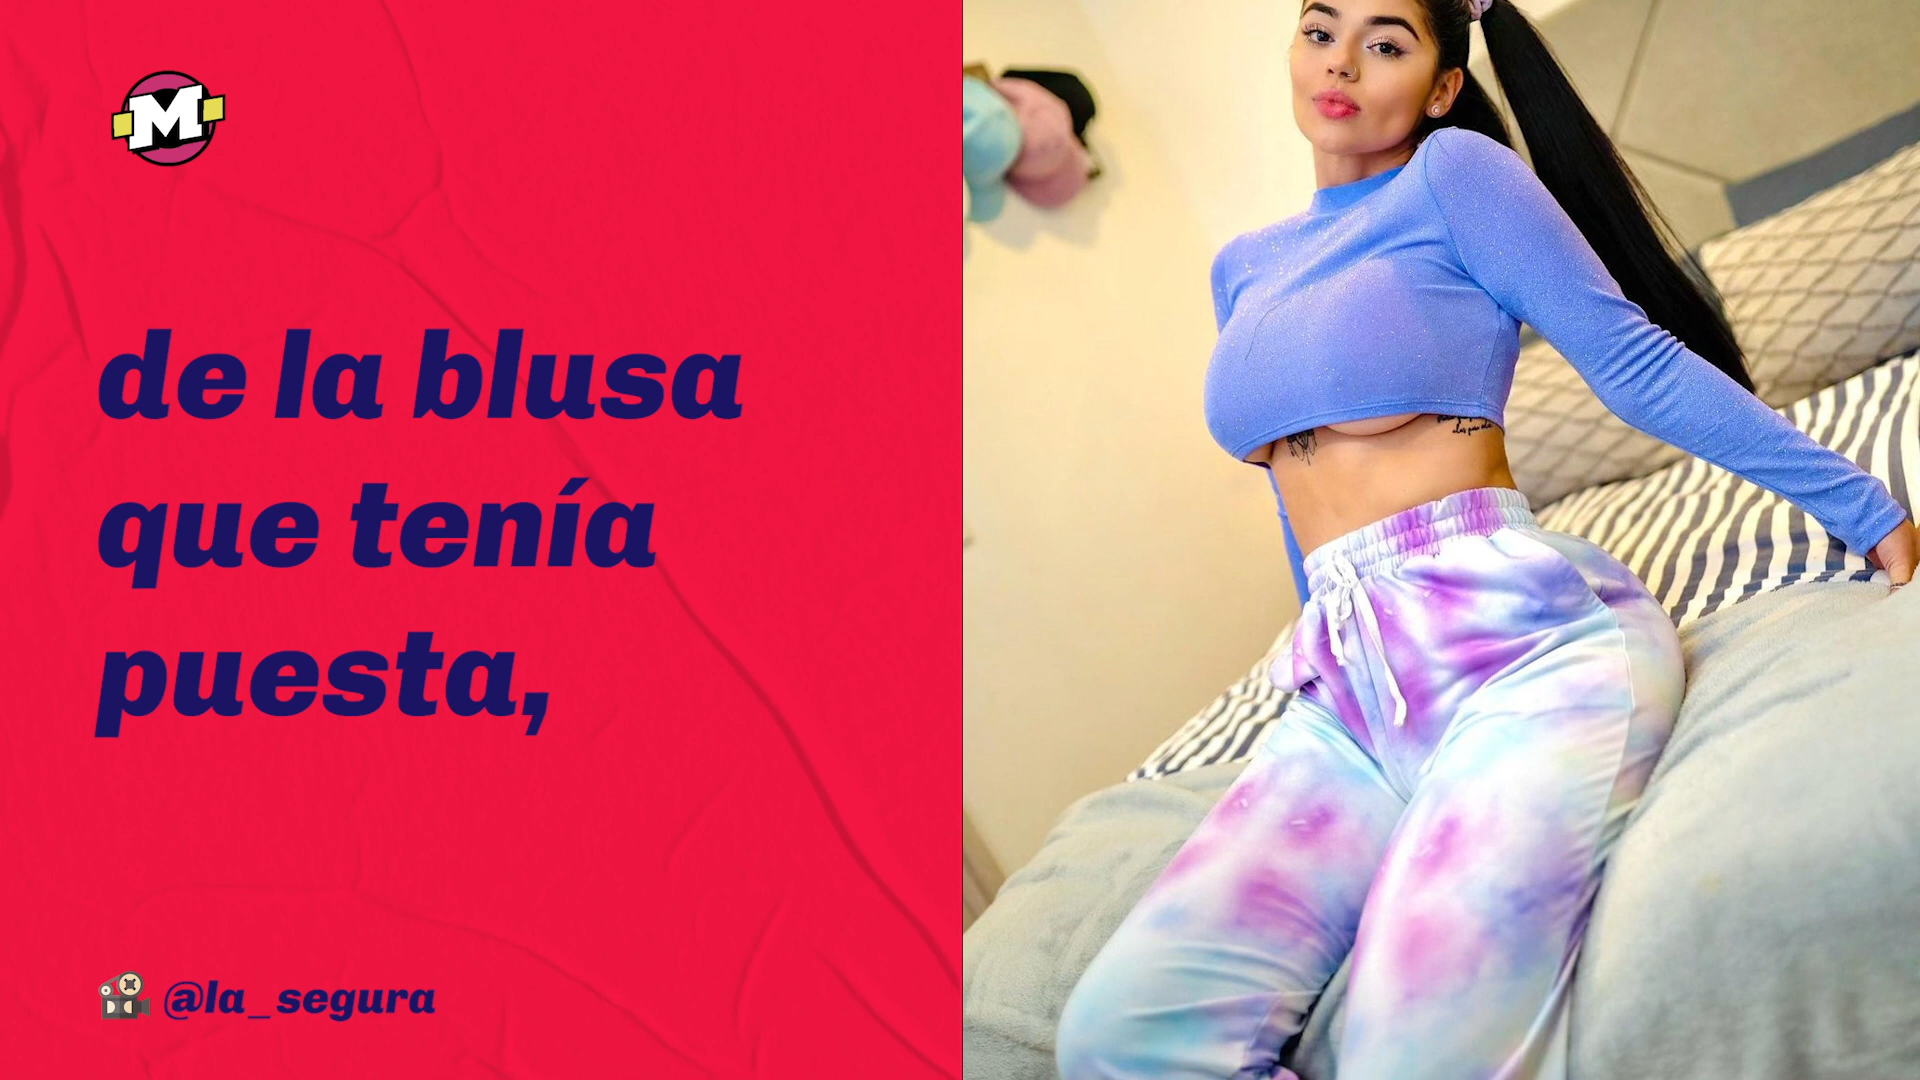 M
de la blusa
que tenía
puesta,
@la_segura